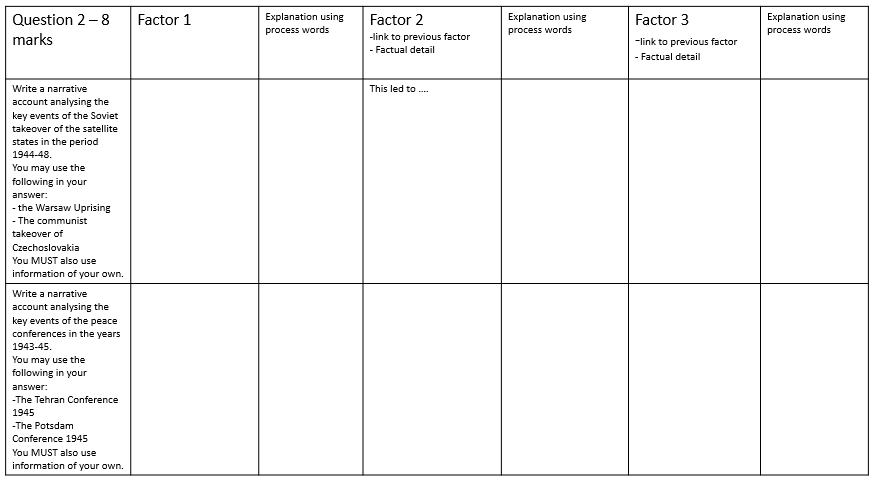 Question 2 – 8
marks
Factor 1
Explanation using
process words
Factor 2
-link to previous factor
- Factual detail
Explanation using
process words
Factor 3
-link to previous factor
- Factual detail
Explanation using
process words
Write a narrative
account analysing the
key events of the Soviet
takeover of the satellite
states in the period
1944-48.
You may use the
following in your
answer:
- the Warsaw Uprising
- The communist
takeover of
Czechoslovakia
You MUST also use
information of your own.
This led to ....
Write a narrative
account analysing the
key events of the peace
conferences in the years
1943-45.
You may use the
following in your
answer:
-The Tehran Conference
1945
-The Potsdam
Conference 1945
You MUST also use
information of your own.